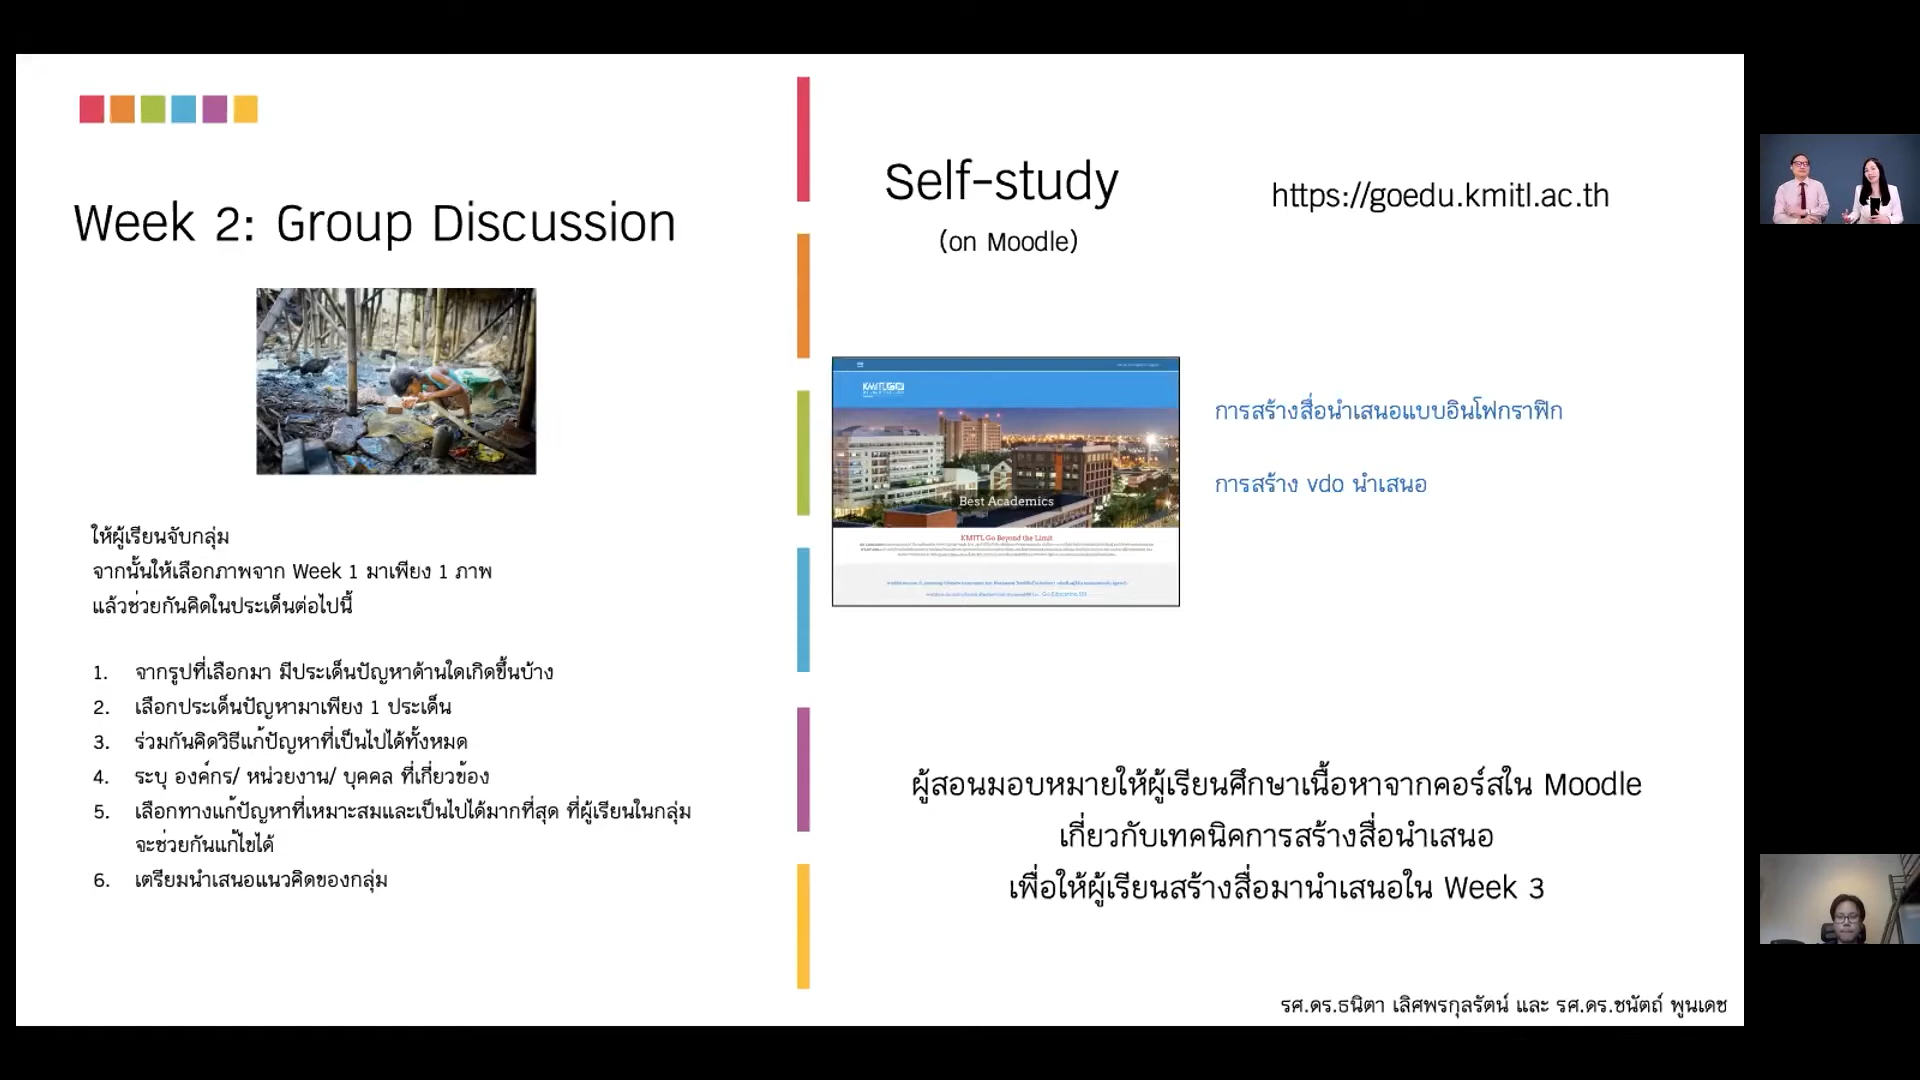 Week 2: Group Discussion
ให้ผู้เรียนจับกลุ่ม
จากนั้นให้เลือกภาพจาก Week 1 มาเพียง 1 ภาพ
แล้วช่วยกันคิดในประเด็นต่อไปนี้
1. จากรูปที่เลือกมา มีประเด็นปัญหาด้านใดเกิดขึ้นบ้าง
2. เลือกประเด็นปัญหามาเพียง 1 ประเด็น
3. ร่วมกันคิดวิธีแก้ปัญหาที่เป็นไปได้ทั้งหมด
4. ระบุ องค์กร/ หน่วยงาน/ บุคคล ที่เกี่ยวข้อง
5. เลือกทางแก้ปัญหาที่เหมาะสมและเป็นไปได้มากที่สุด ที่ผู้เรียนในกลุ่ม
จะช่วยกันแก้ไขได้
6. เตรียมนำเสนอแนวคิดของกลุ่ม
Self-study
(on Moodle)
https://goedu.kmitl.ac.th
Best Academics
KMITL Go Beyond the Limit
การสร้างสื่อนำเสนอแบบอินโฟกราฟิก
การสร้าง vdo นำเสนอ
ผู้สอนมอบหมายให้ผู้เรียนศึกษาเนื้อหาจากคอร์สใน Moodle
เกี่ยวกับเทคนิคการสร้างสื่อนำเสนอ
เพื่อให้ผู้เรียนสร้างสื่อมานำเสนอใน Week 3
รศ.ดร.ธนิตา เลิศพรกุลรัตน์ และ รศ.ดร.ชนัตถ์ พูนเดช